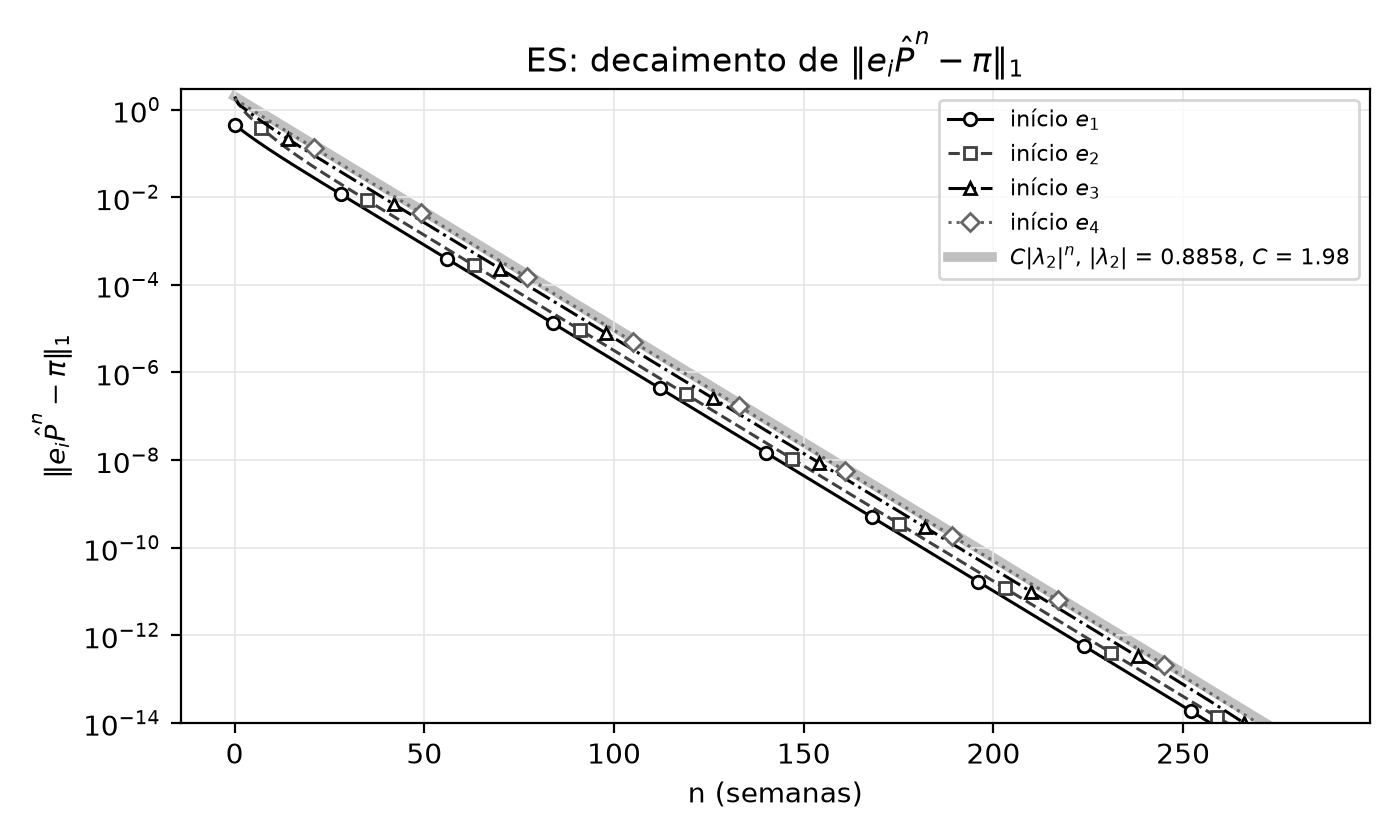 ES: decaimento de ‖e_i P̂^n − π‖_1
‖e_i P̂^n − π‖_1
10^0
10^−2
10^−4
10^−6
10^−8
10^−10
10^−12
10^−14
início e_1
início e_2
início e_3
início e_4
C|λ_2|^n, |λ_2| = 0.8858, C = 1.98
0 50 100 150 200 250
n (semanas)